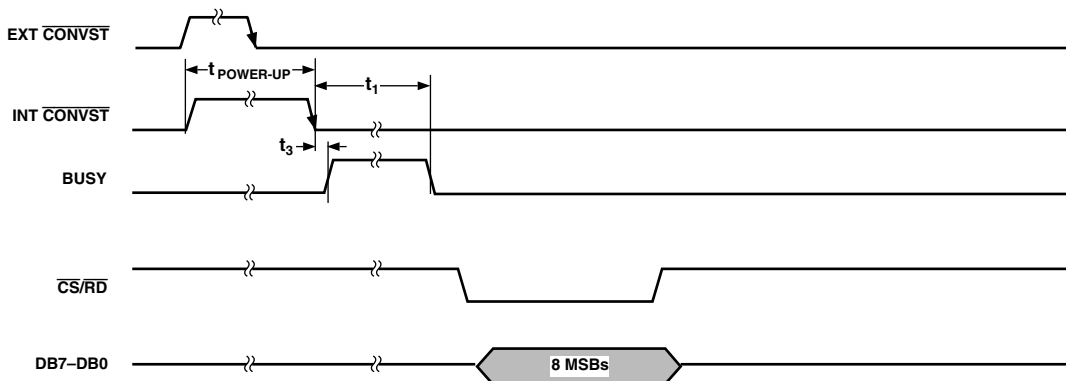 EXT CONVST
t POWER-UP
t1
INT CONVST
t3
BUSY
CS/RD
DB7–DB0
8 MSBs